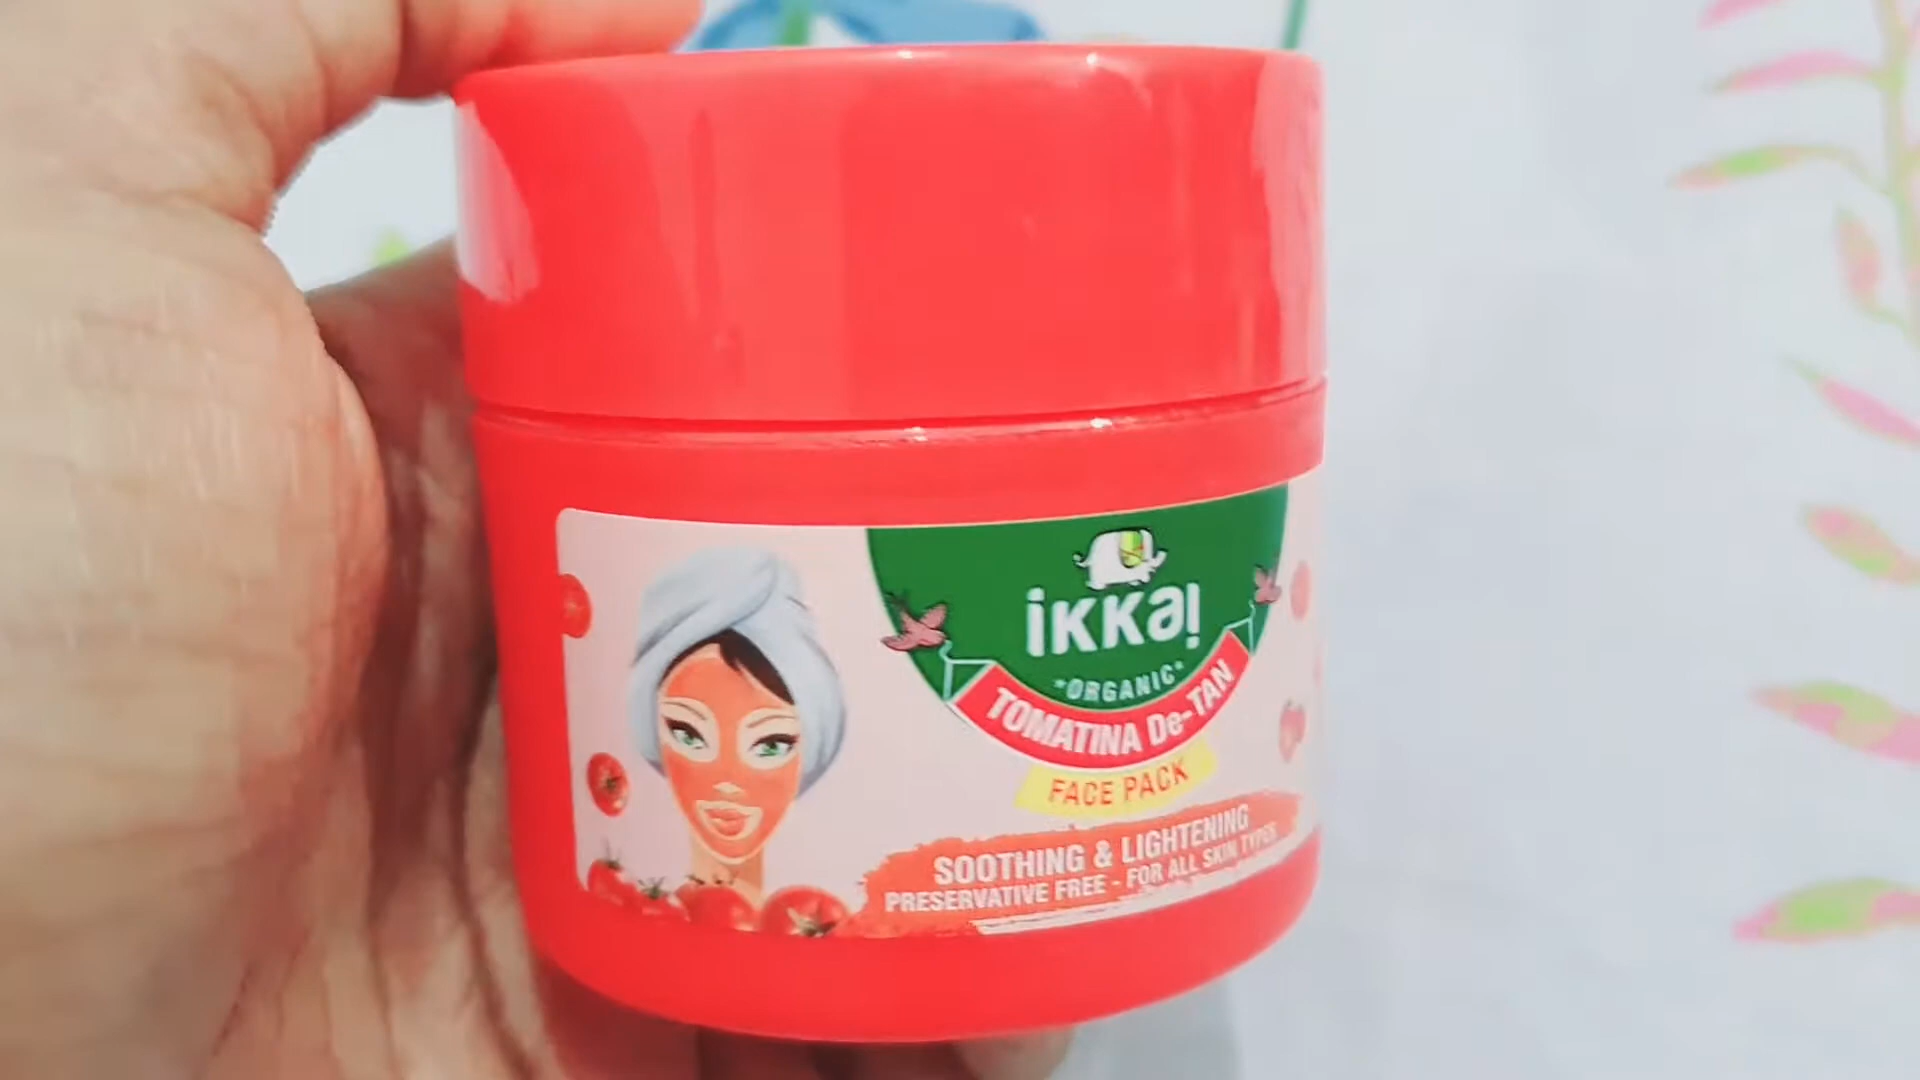 iKKa!
*ORGANIC*
TOMATINA De-TAN
FACE PACK
SOOTHING & LIGHTENING
PRESERVATIVE FREE - FOR ALL SKIN TYPES